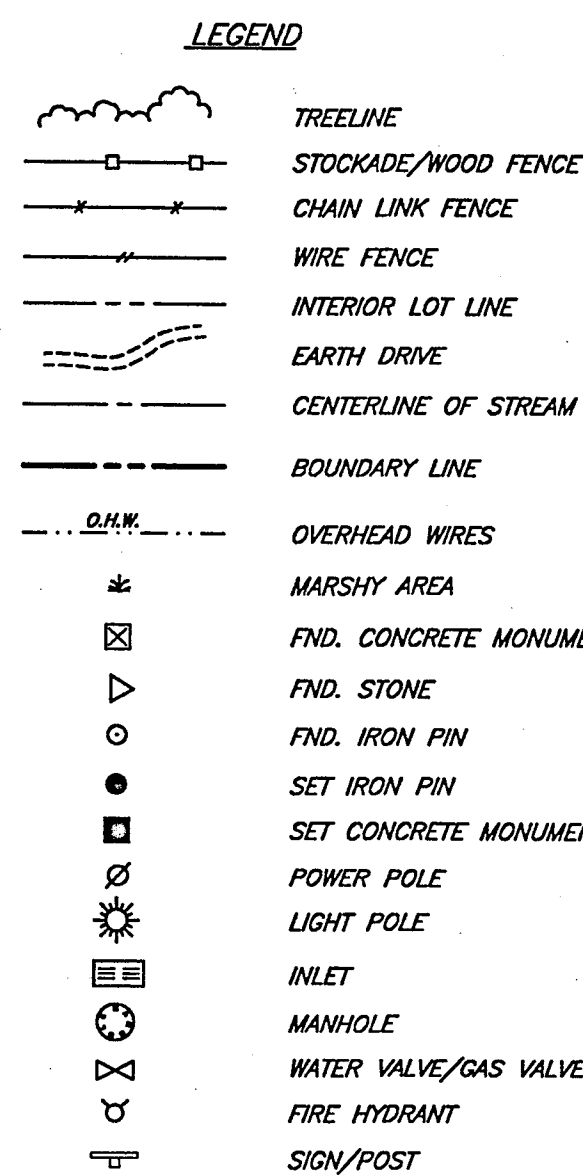 LEGEND
TREELINE
STOCKADE/WOOD FENCE
CHAIN LINK FENCE
WIRE FENCE
INTERIOR LOT LINE
EARTH DRIVE
CENTERLINE OF STREAM
BOUNDARY LINE
O.H.W.
OVERHEAD WIRES
MARSHY AREA
FND. CONCRETE MONUME
FND. STONE
FND. IRON PIN
SET IRON PIN
SET CONCRETE MONUME
POWER POLE
LIGHT POLE
INLET
MANHOLE
WATER VALVE/GAS VALVE
FIRE HYDRANT
SIGN/POST